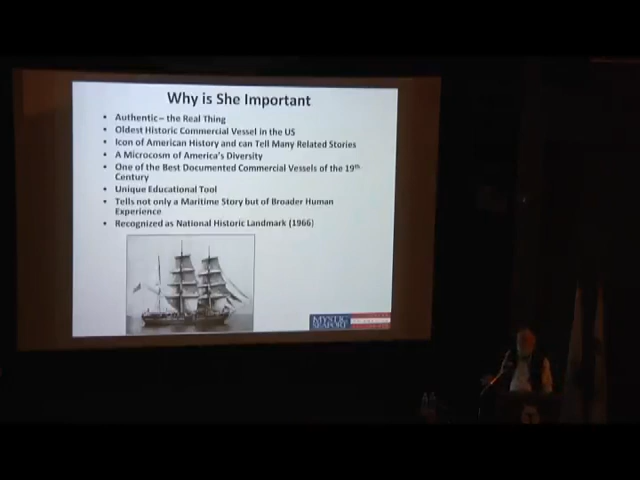 Why is She Important
• Authentic – the Real Thing
• Oldest Historic Commercial Vessel in the US
• Icon of American History and can Tell Many Related Stories
• A Microcosm of America's Diversity
• One of the Best Documented Commercial Vessels of the 19th
Century
• Unique Educational Tool
• Tells not only a Maritime Story but of Broader Human
Experience
• Recognized as National Historic Landmark (1966)
MYSTIC
SEAPORT